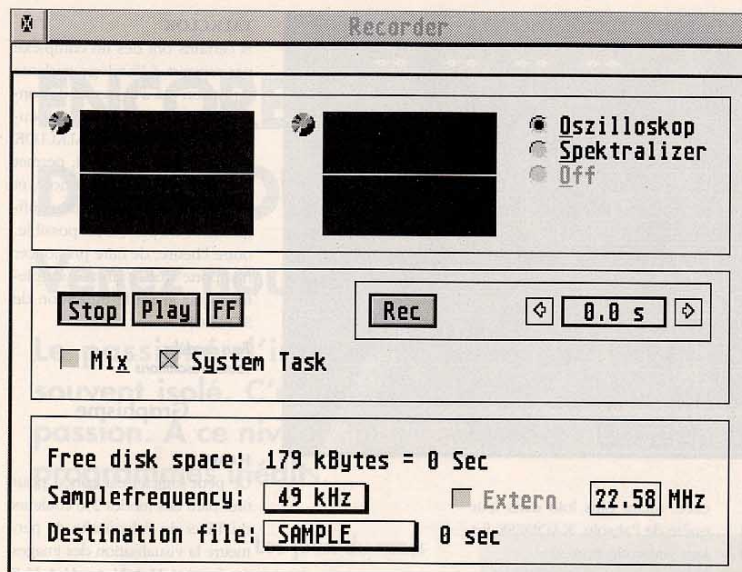 Recorder
Oszilloskop
Spektralizer
Off
Stop Play FF Rec 0.0 s
Mix System Task
Free disk space: 179 kBytes = 0 Sec
Samplefrequency: 49 kHz Extern 22.58 MHz
Destination file: SAMPLE 0 sec